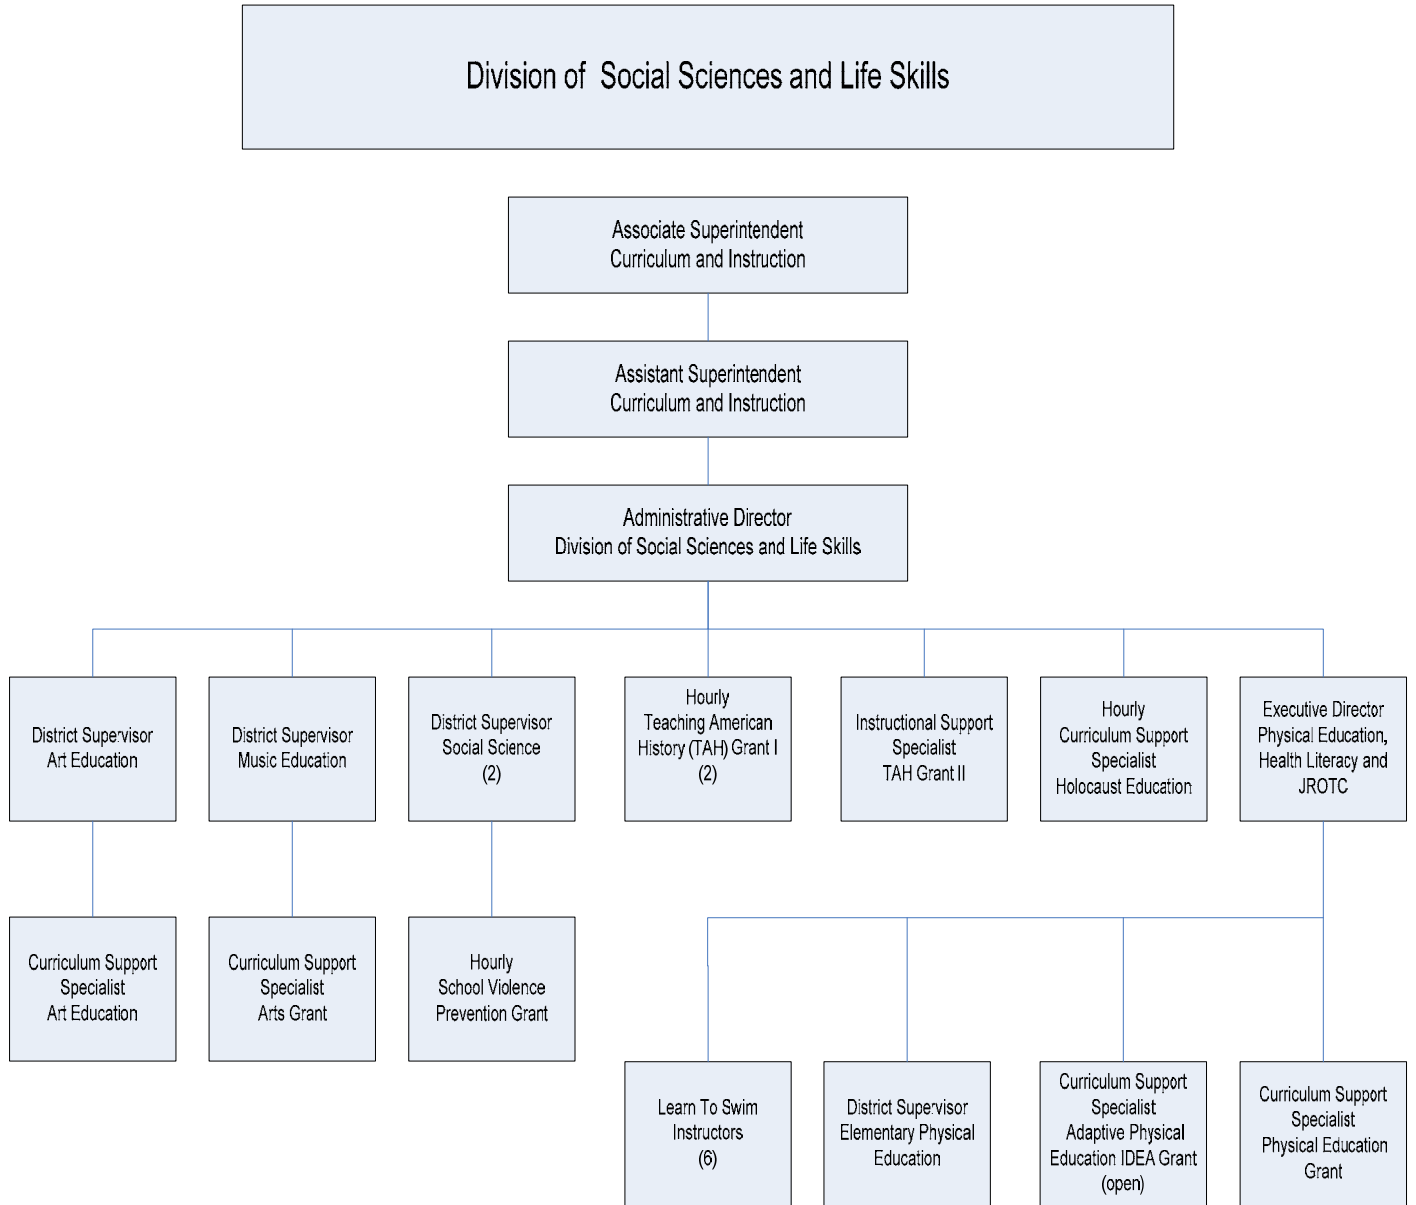 Division of Social Sciences and Life Skills
Associate Superintendent
Curriculum and Instruction
Assistant Superintendent
Curriculum and Instruction
Administrative Director
Division of Social Sciences and Life Skills
District Supervisor
Art Education
District Supervisor
Music Education
District Supervisor
Social Science
(2)
Hourly
Teaching American
History (TAH) Grant I
(2)
Instructional Support
Specialist
TAH Grant II
Hourly
Curriculum Support
Specialist
Holocaust Education
Executive Director
Physical Education,
Health Literacy and
JROTC
Curriculum Support
Specialist
Art Education
Curriculum Support
Specialist
Arts Grant
Hourly
School Violence
Prevention Grant
Learn To Swim
Instructors
(6)
District Supervisor
Elementary Physical
Education
Curriculum Support
Specialist
Adaptive Physical
Education IDEA Grant
(open)
Curriculum Support
Specialist
Physical Education
Grant